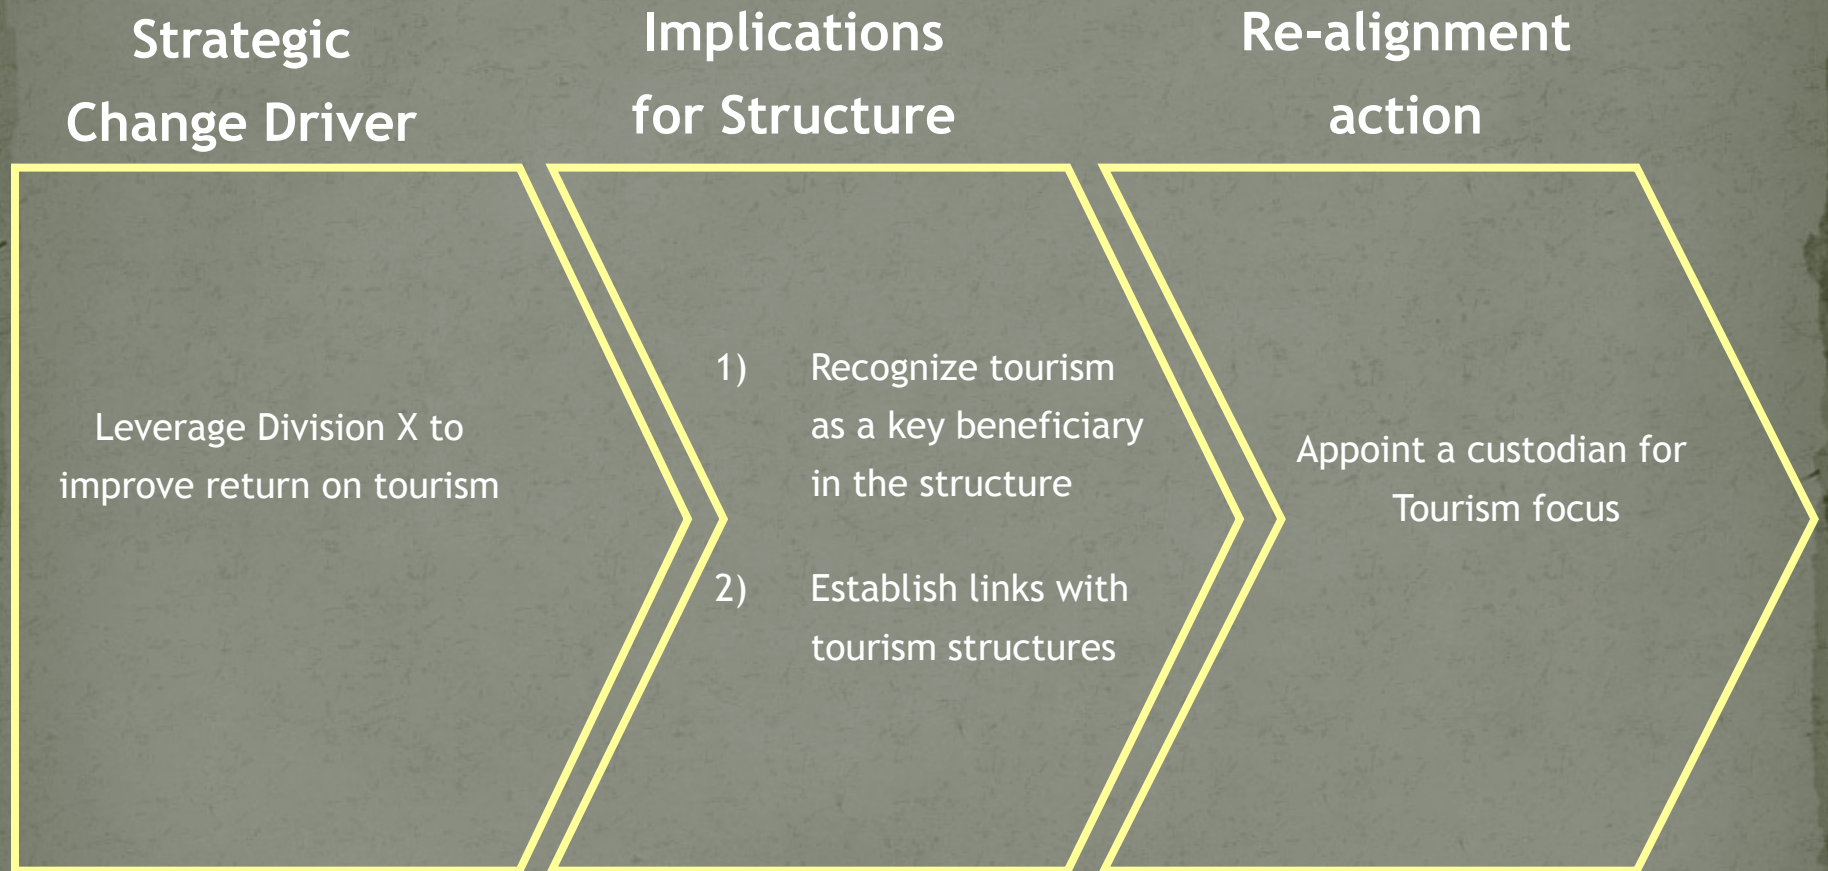 Strategic
Change Driver
Implications
for Structure
Re-alignment
action
Leverage Division X to
improve return on tourism
1) Recognize tourism
as a key beneficiary
in the structure
2) Establish links with
tourism structures
Appoint a custodian for
Tourism focus